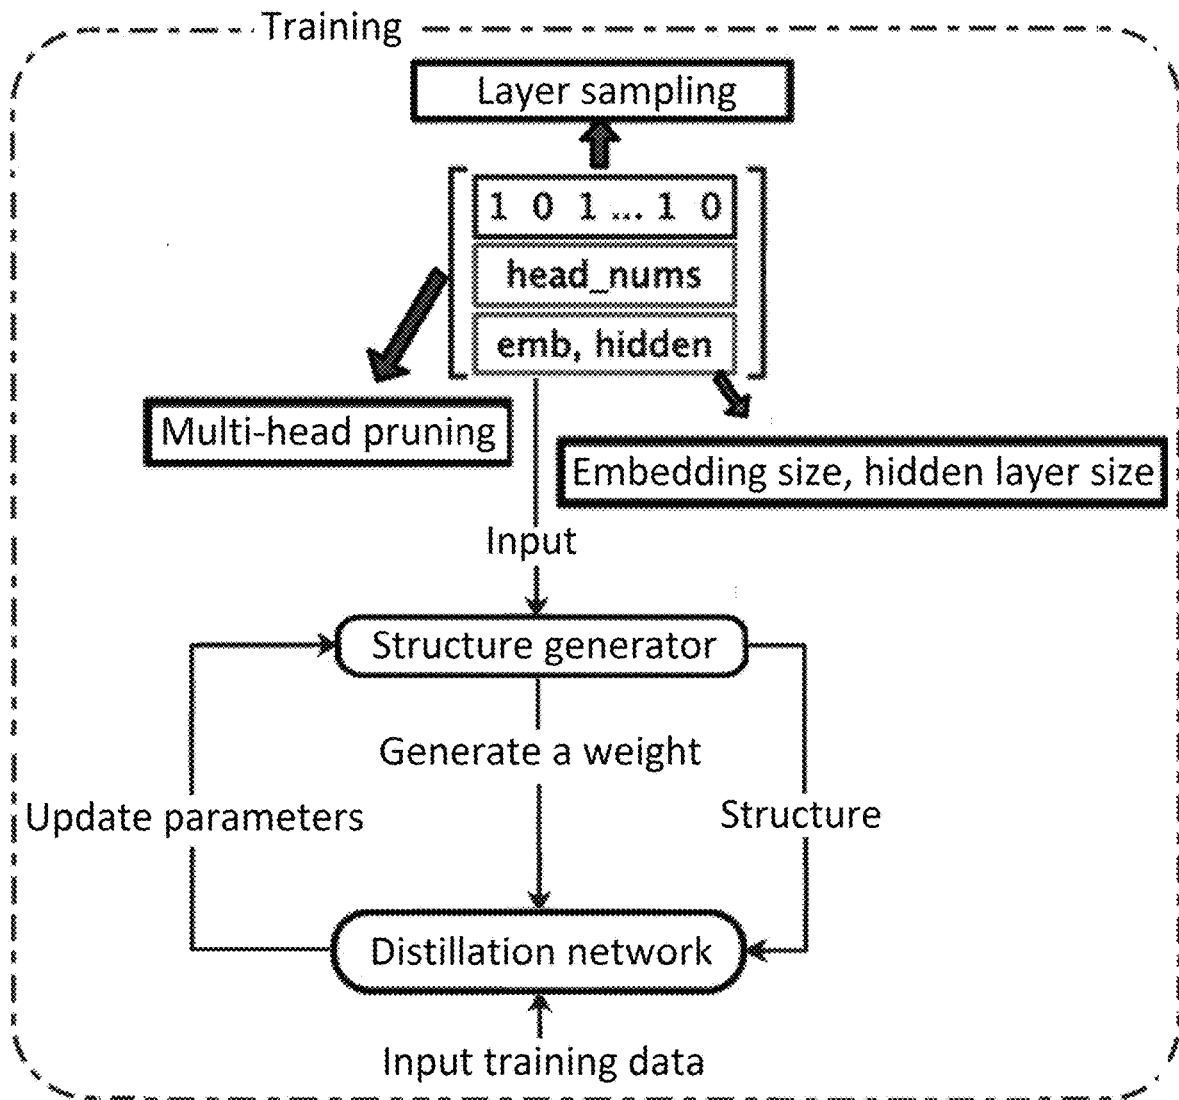 Training
Layer sampling
1 0 1 ... 1 0
head_nums
emb, hidden
Multi-head pruning
Embedding size, hidden layer size
Input
Structure generator
Generate a weight
Update parameters
Structure
Distillation network
Input training data